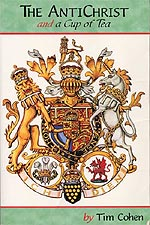 THE ANTICHRIST
and a Cup of Tea
by Tim Cohen